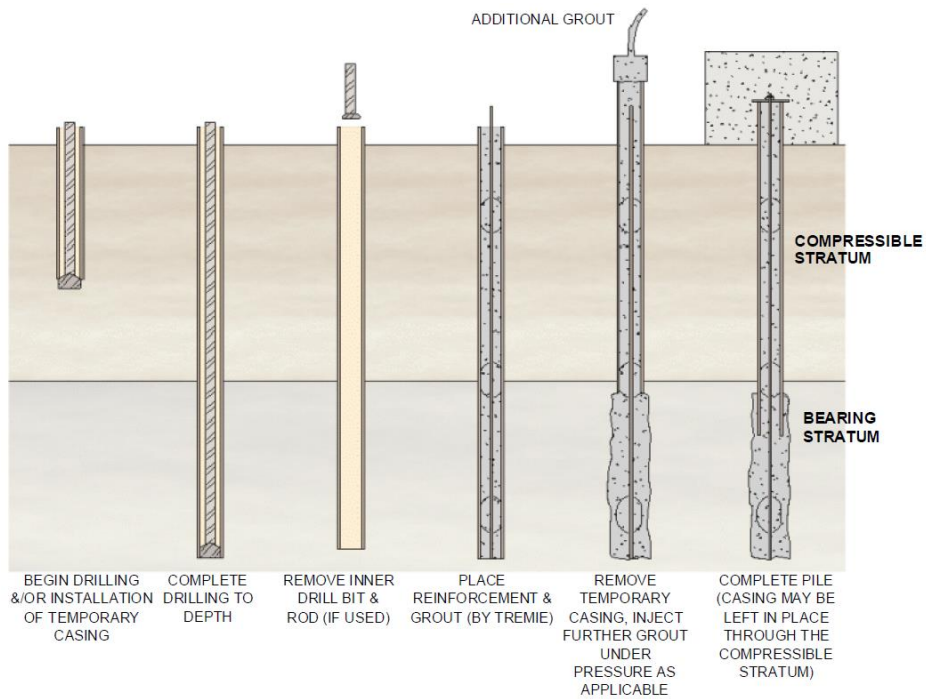 ADDITIONAL GROUT
COMPRESSIBLE
STRATUM
BEARING
STRATUM
BEGIN DRILLING
&/OR INSTALLATION
OF TEMPORARY
CASING
COMPLETE
DRILLING TO
DEPTH
REMOVE INNER
DRILL BIT &
ROD (IF USED)
PLACE
REINFORCEMENT &
GROUT (BY TREMIE)
REMOVE
TEMPORARY
CASING, INJECT
FURTHER GROUT
UNDER
PRESSURE AS
APPLICABLE
COMPLETE PILE
(CASING MAY BE
LEFT IN PLACE
THROUGH THE
COMPRESSIBLE
STRATUM)